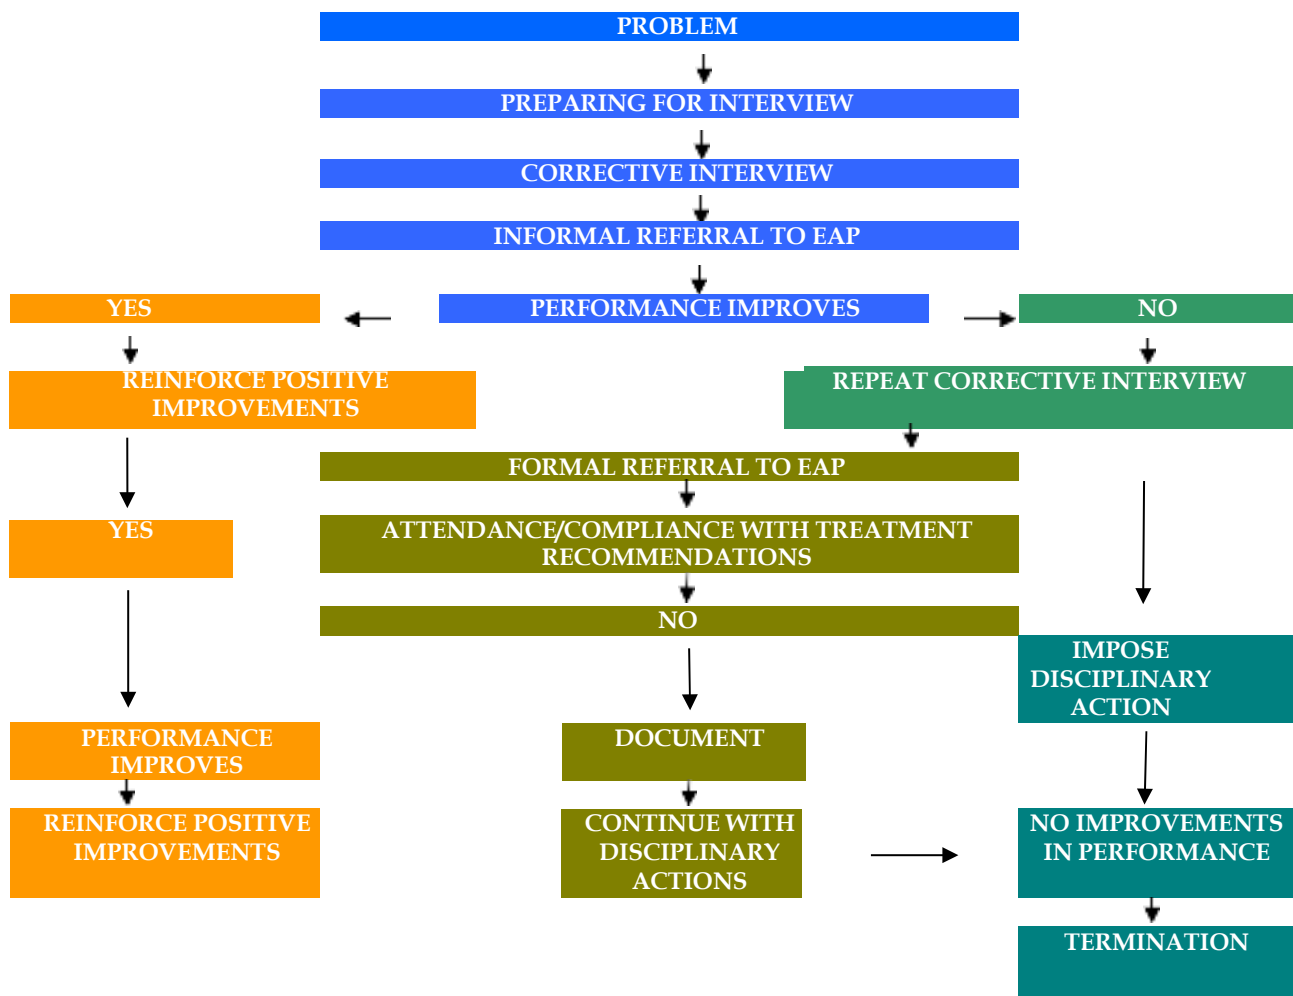 PROBLEM
PREPARING FOR INTERVIEW
CORRECTIVE INTERVIEW
INFORMAL REFERRAL TO EAP
YES
PERFORMANCE IMPROVES
NO
REINFORCE POSITIVE
IMPROVEMENTS
REPEAT CORRECTIVE INTERVIEW
FORMAL REFERRAL TO EAP
YES
ATTENDANCE/COMPLIANCE WITH TREATMENT
RECOMMENDATIONS
NO
IMPOSE
DISCIPLINARY
ACTION
PERFORMANCE
IMPROVES
DOCUMENT
REINFORCE POSITIVE
IMPROVEMENTS
CONTINUE WITH
DISCIPLINARY
ACTIONS
NO IMPROVEMENTS
IN PERFORMANCE
TERMINATION